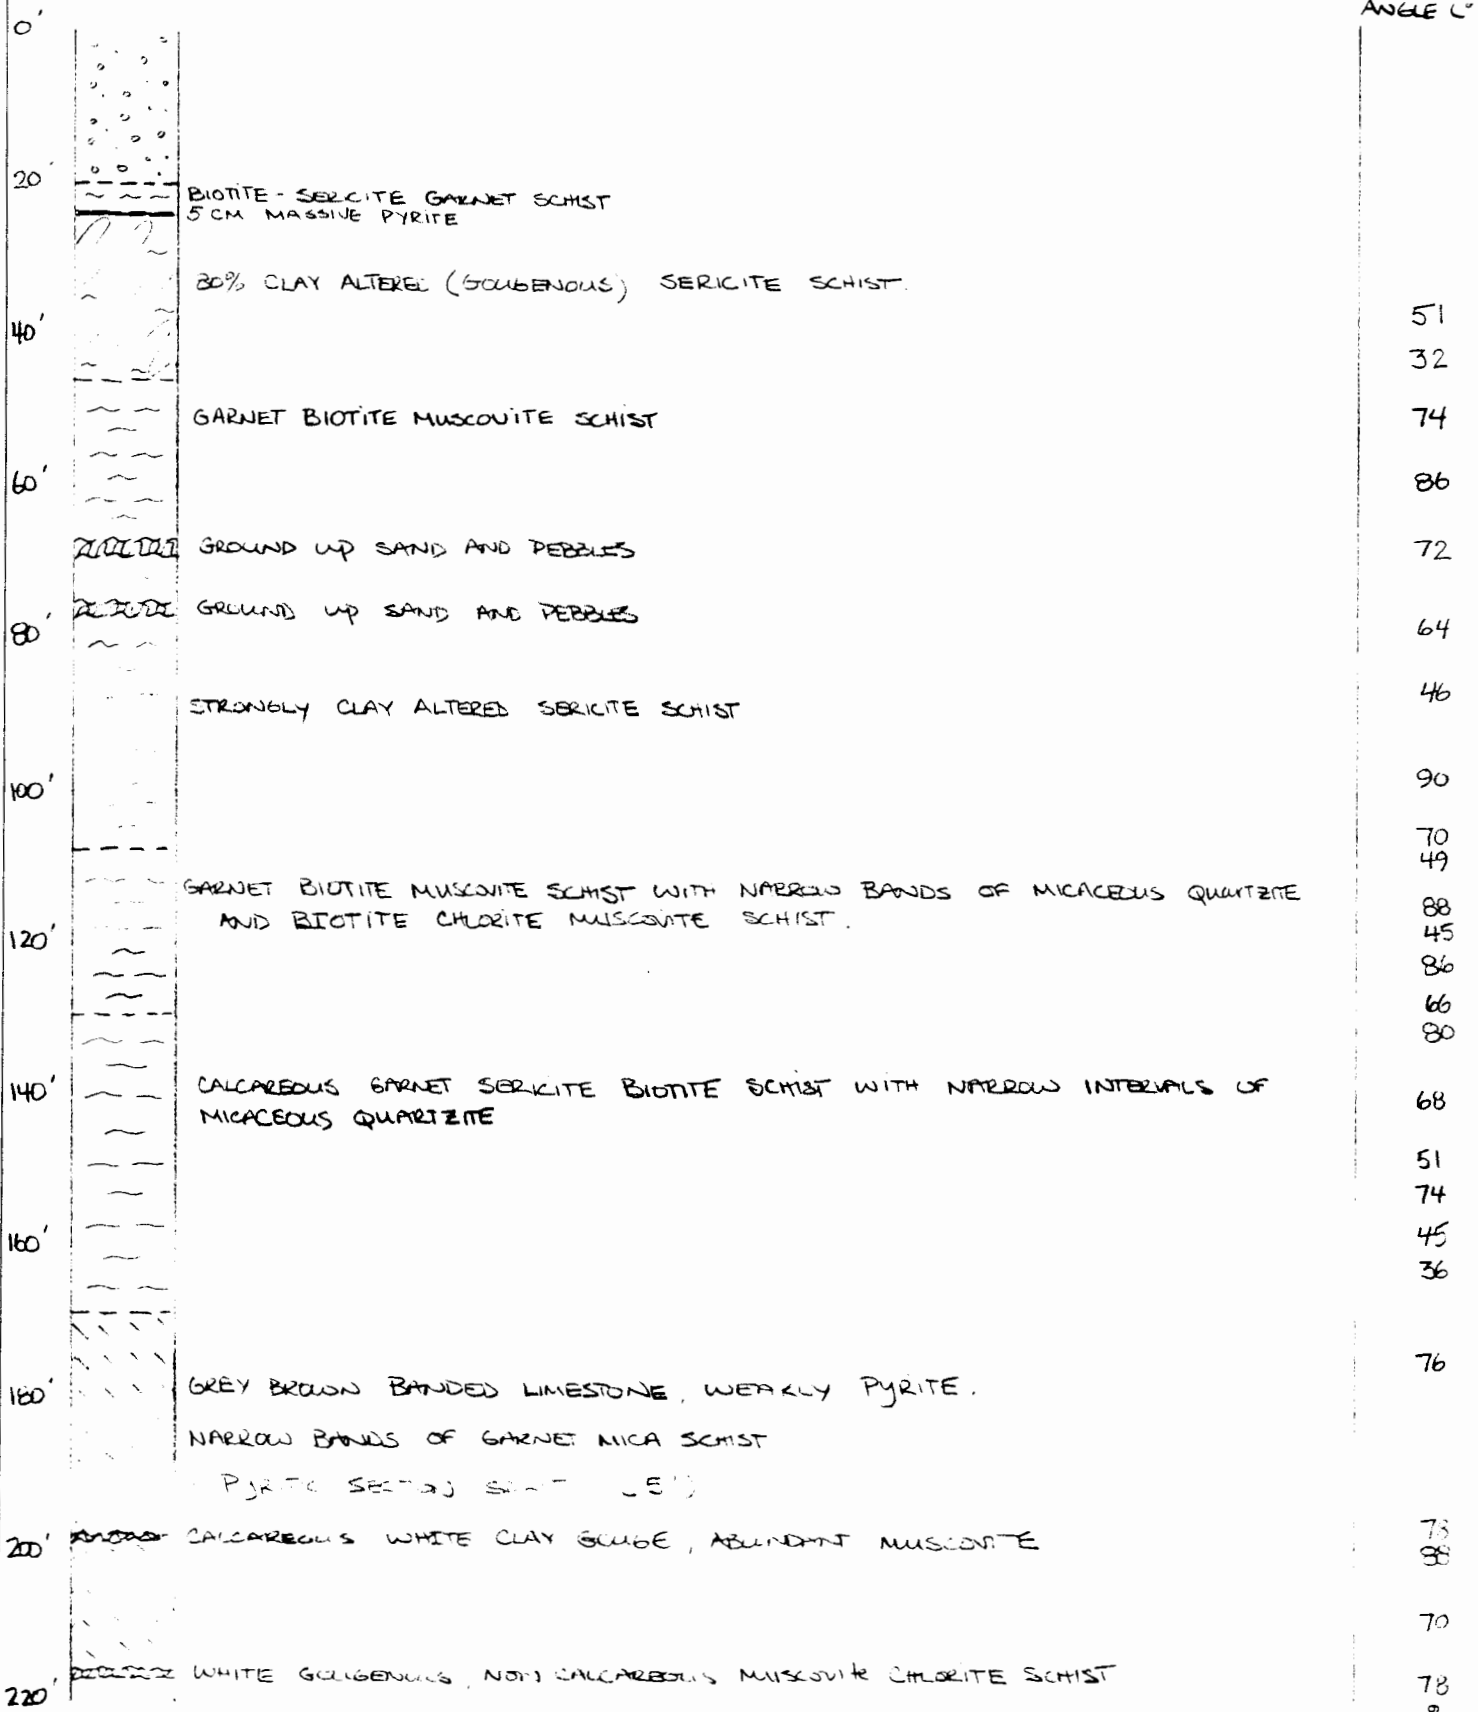 ANGLE
0'
20'
BIOTITE - SERCITE GARNET SCHIST
5 CM MASSIVE PYRITE
30% CLAY ALTERED (GOUGENOUS) SERICITE SCHIST.
51
40'
32
GARNET BIOTITE MUSCOVITE SCHIST
74
60'
86
GROUND UP SAND AND PEBBLES
72
GROUND UP SAND AND PEBBLES
80'
64
46
STRONGLY CLAY ALTERED SERICITE SCHIST
100'
90
70
49
GARNET BIOTITE MUSCOVITE SCHIST WITH NARROW BANDS OF MICACEOUS QUARTZITE
88
AND BIOTITE CHLORITE MUSCOVITE SCHIST.
120'
45
86
66
80
140'
CALCAREOUS GARNET SERICITE BIOTITE SCHIST WITH NARROW INTERVALS OF
68
MICACEOUS QUARTZITE
51
74
160'
45
36
76
180'
GREY BROWN BANDED LIMESTONE, WEAKLY PYRITE.
NARROW BANDS OF GARNET MICA SCHIST
200'
CALCAREOUS WHITE CLAY GOUGE, ABUNDANT MUSCOVITE
88
70
WHITE GOUGENOUS, NON CALCAREOUS MUSCOVITE CHLORITE SCHIST
220'
78